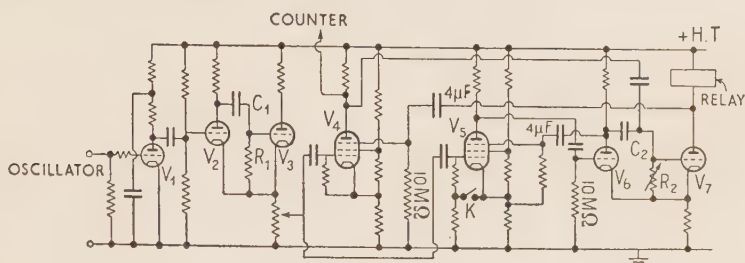 COUNTER
+H.T
RELAY
OSCILLATOR
V1
V2
C1
R1
V3
V4
4μF
10MΩ
V5
K
4μF
10MΩ
C2
V6
R2
V7